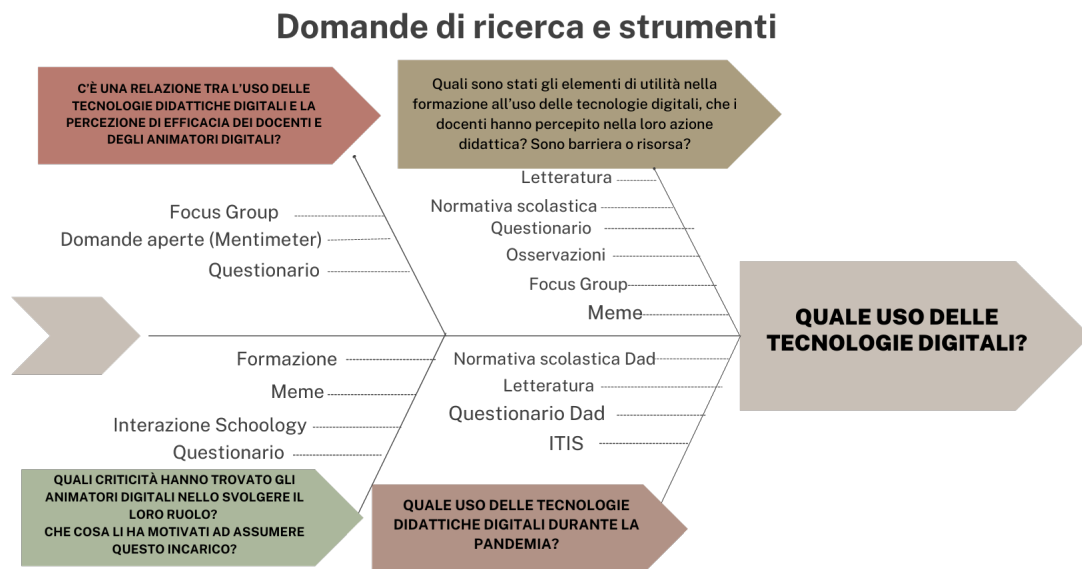 Domande di ricerca e strumenti
C'È UNA RELAZIONE TRA L'USO DELLE
TECNOLOGIE DIDATTICHE DIGITALI E LA
PERCEZIONE DI EFFICACIA DEI DOCENTI E
DEGLI ANIMATORI DIGITALI?
Quali sono stati gli elementi di utilità nella
formazione all'uso delle tecnologie digitali, che i
docenti hanno percepito nella loro azione
didattica? Sono barriera o risorsa?
Focus Group
Domande aperte (Mentimeter)
Questionario
Letteratura
Normativa scolastica
Questionario
Osservazioni
Focus Group
Meme
QUALE USO DELLE
TECNOLOGIE DIGITALI?
Formazione
Meme
Interazione Schoology
Questionario
Normativa scolastica Dad
Letteratura
Questionario Dad
ITIS
QUALI CRITICITÀ HANNO TROVATO GLI
ANIMATORI DIGITALI NELLO SVOLGERE IL
LORO RUOLO?
CHE COSA LI HA MOTIVATI AD ASSUMERE
QUESTO INCARICO?
QUALE USO DELLE TECNOLOGIE
DIDATTICHE DIGITALI DURANTE LA
PANDEMIA?